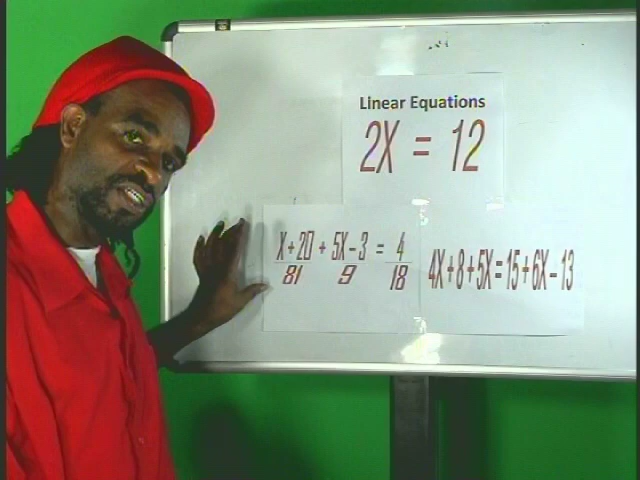 Linear Equations
2X = 12
X + 20 + 5X - 3 = 4
81 9 18
4X + 8 + 5X = 15 + 6X - 13